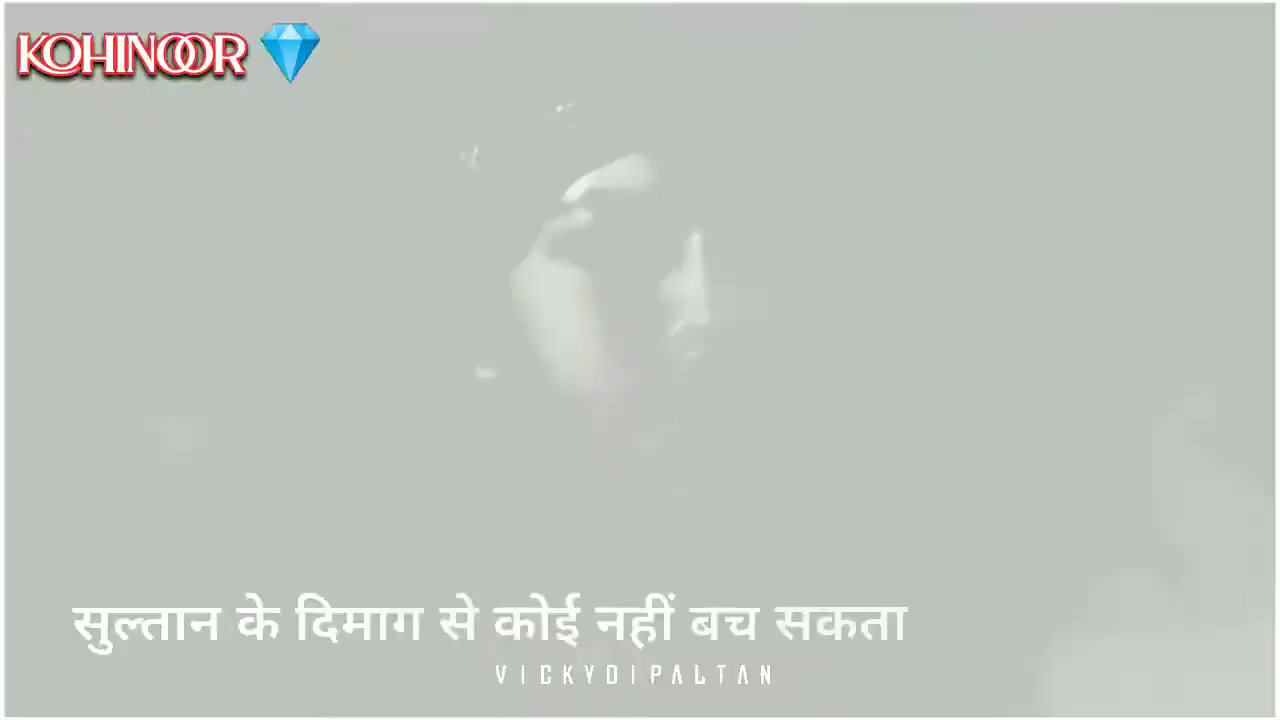 KOHINOOR
सुल्तान के दिमाग से कोई नहीं बच सकता
VICKYDIPALTAN